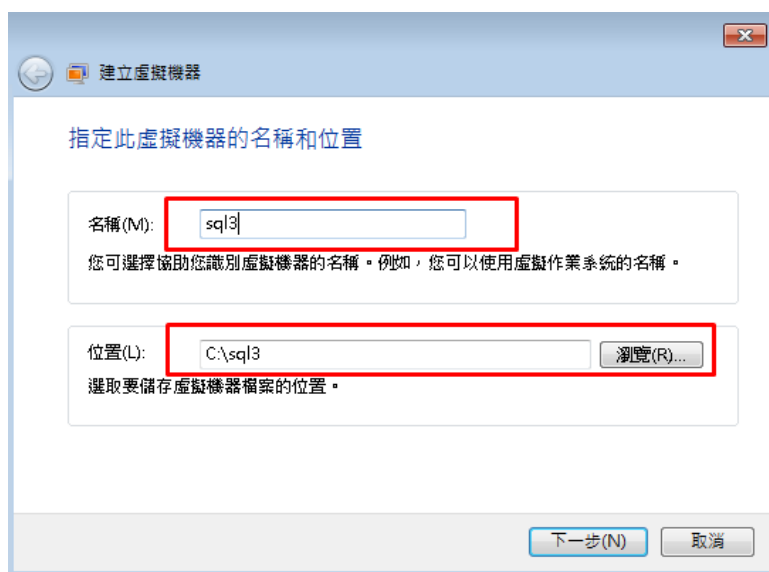 建立虛擬機器
指定此虛擬機器的名稱和位置
名稱(M): sql3
您可選擇協助您識別虛擬機器的名稱。例如，您可以使用虛擬作業系統的名稱。
位置(L): C:\sql3 瀏覽(R)...
選取要儲存虛擬機器檔案的位置。
下一步(N) 取消